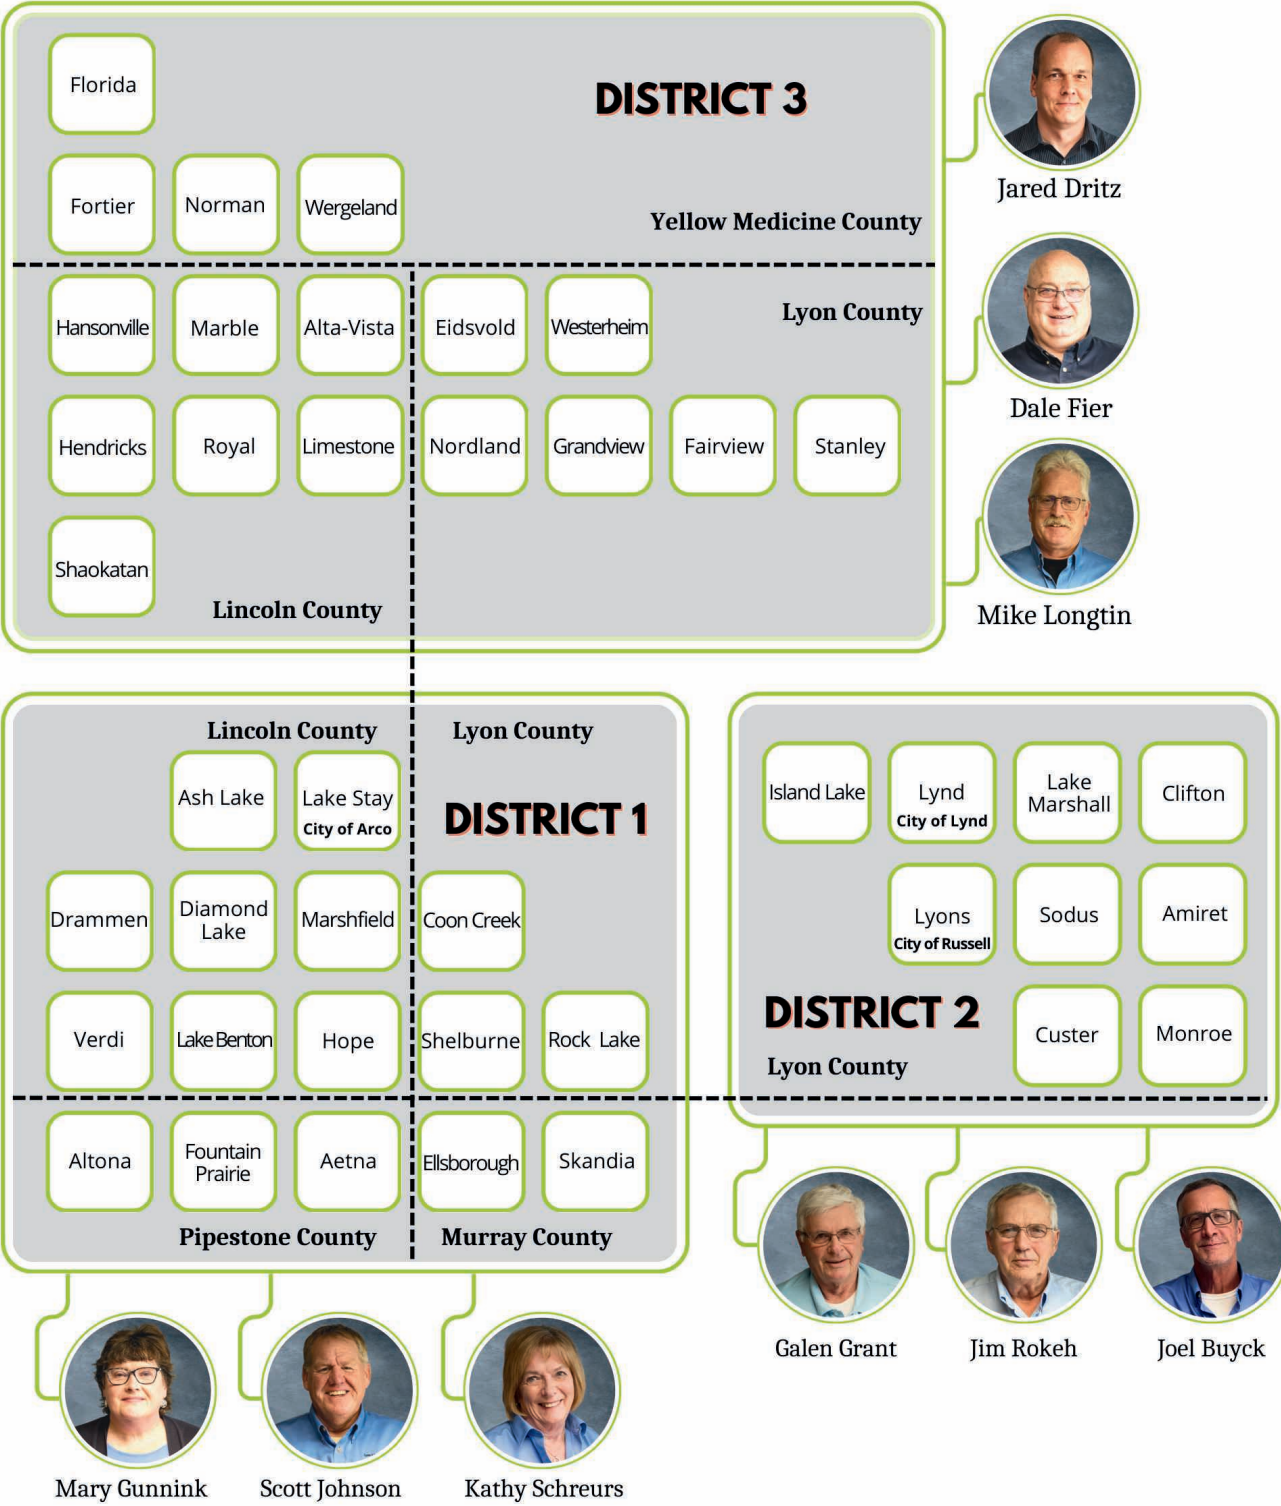 Florida
DISTRICT 3
Jared Dritz
Fortier
Norman
Wergeland
Yellow Medicine County
Lyon County
Hansonville
Marble
Alta-Vista
Eidsvold
Westerheim
Dale Fier
Hendricks
Royal
Limestone
Nordland
Grandview
Fairview
Stanley
Shaokatan
Lincoln County
Mike Longtin
Lincoln County
Lyon County
Ash Lake
Lake Stay
City of Arco
DISTRICT 1
Drammen
Diamond
Lake
Marshfield
Coon Creek
Verdi
Lake Benton
Hope
Shelburne
Rock Lake
Altona
Fountain
Prairie
Aetna
Ellsborough
Skandia
Pipestone County
Murray County
Mary Gunnink
Scott Johnson
Kathy Schreurs
Island Lake
Lynd
City of Lynd
Lake
Marshall
Clifton
Lyons
City of Russell
Sodus
Amiret
DISTRICT 2
Lyon County
Custer
Monroe
Galen Grant
Jim Rokeh
Joel Buyck